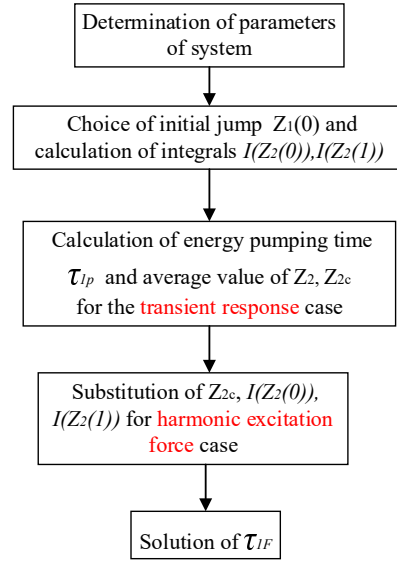 Determination of parameters
of system
Choice of initial jump Z₁(0) and
calculation of integrals I(Z₂(0)),I(Z₂(1))
Calculation of energy pumping time
τ₁ₚ and average value of Z₂, Z₂c
for the transient response case
Substitution of Z₂c, I(Z₂(0)),
I(Z₂(1)) for harmonic excitation
force case
Solution of τ₁F